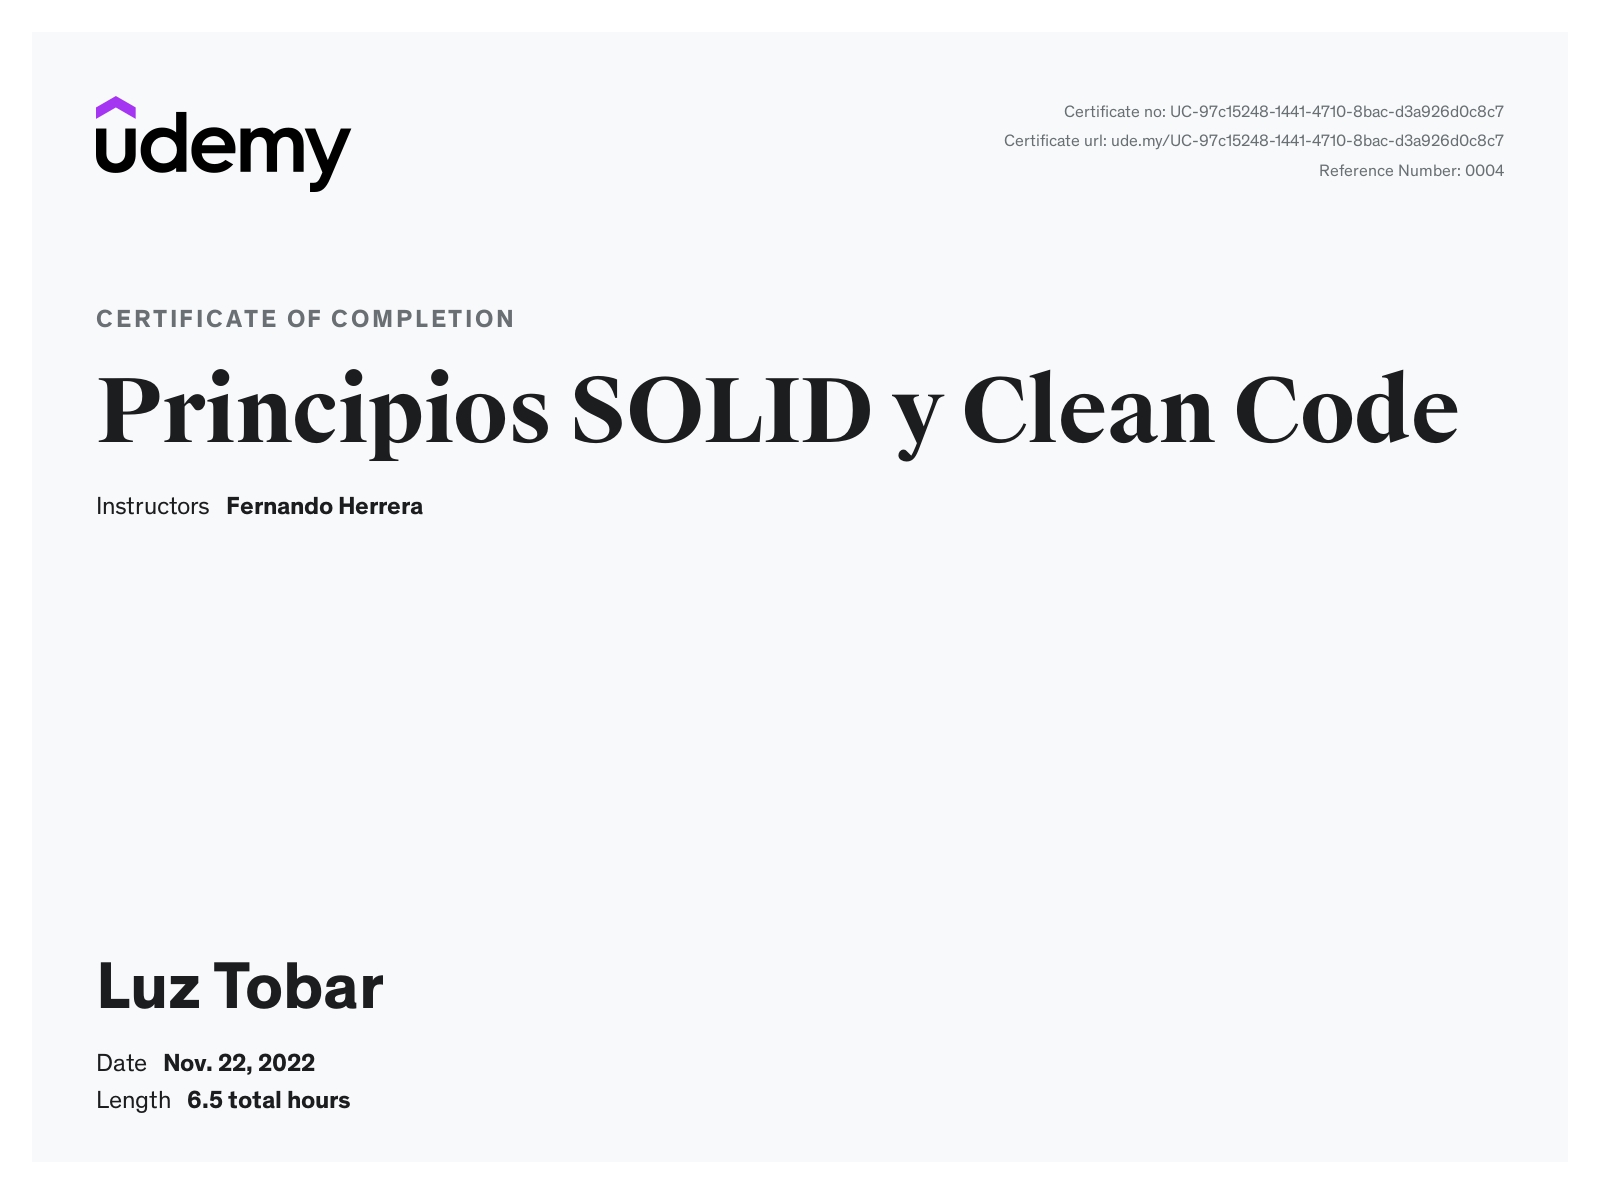 udemy
Certificate no: UC-97c15248-1441-4710-8bac-d3a926d0c8c7
Certificate url: ude.my/UC-97c15248-1441-4710-8bac-d3a926d0c8c7
Reference Number: 0004
CERTIFICATE OF COMPLETION
Principios SOLID y Clean Code
Instructors Fernando Herrera
Luz Tobar
Date Nov. 22, 2022
Length 6.5 total hours